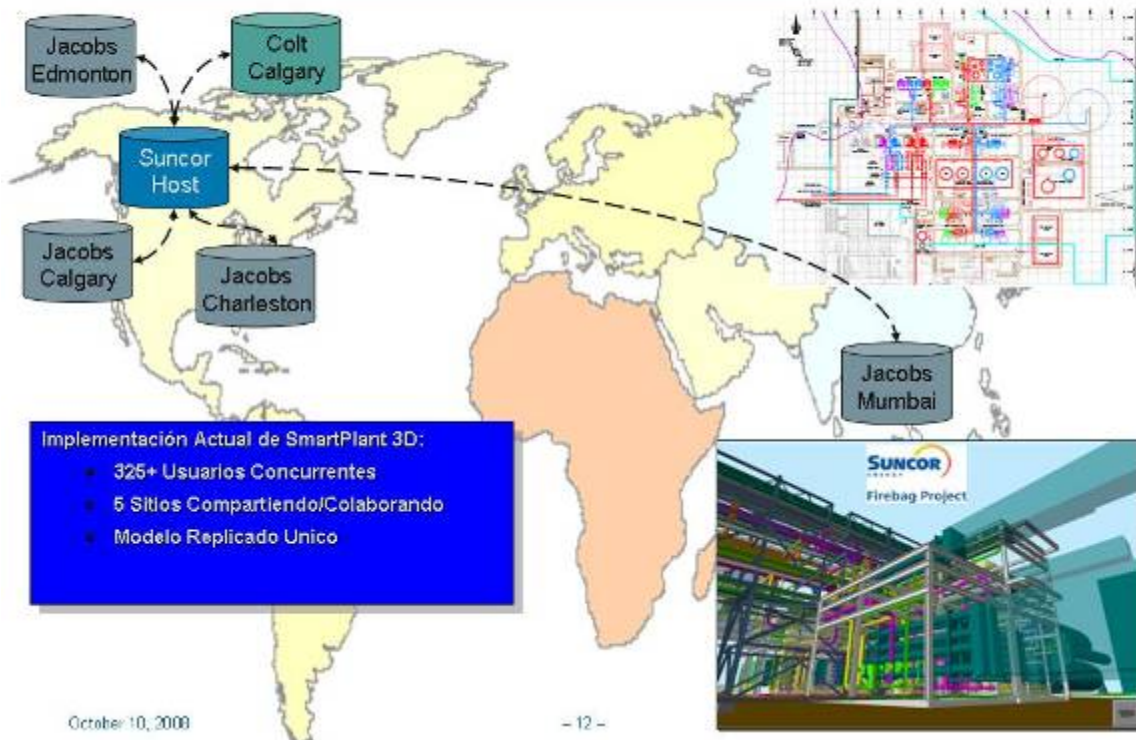 Jacobs
Edmonton
Colt
Calgary
Suncor
Host
Jacobs
Calgary
Jacobs
Charleston
Jacobs
Mumbai
Implementación Actual de SmartPlant 3D:
325+ Usuarios Concurrentes
5 Sitios Compartiendo/Colaborando
Modelo Replicado Unico
SUNCOR
ENERGY
Firebag Project
October 10, 2008
– 12 –